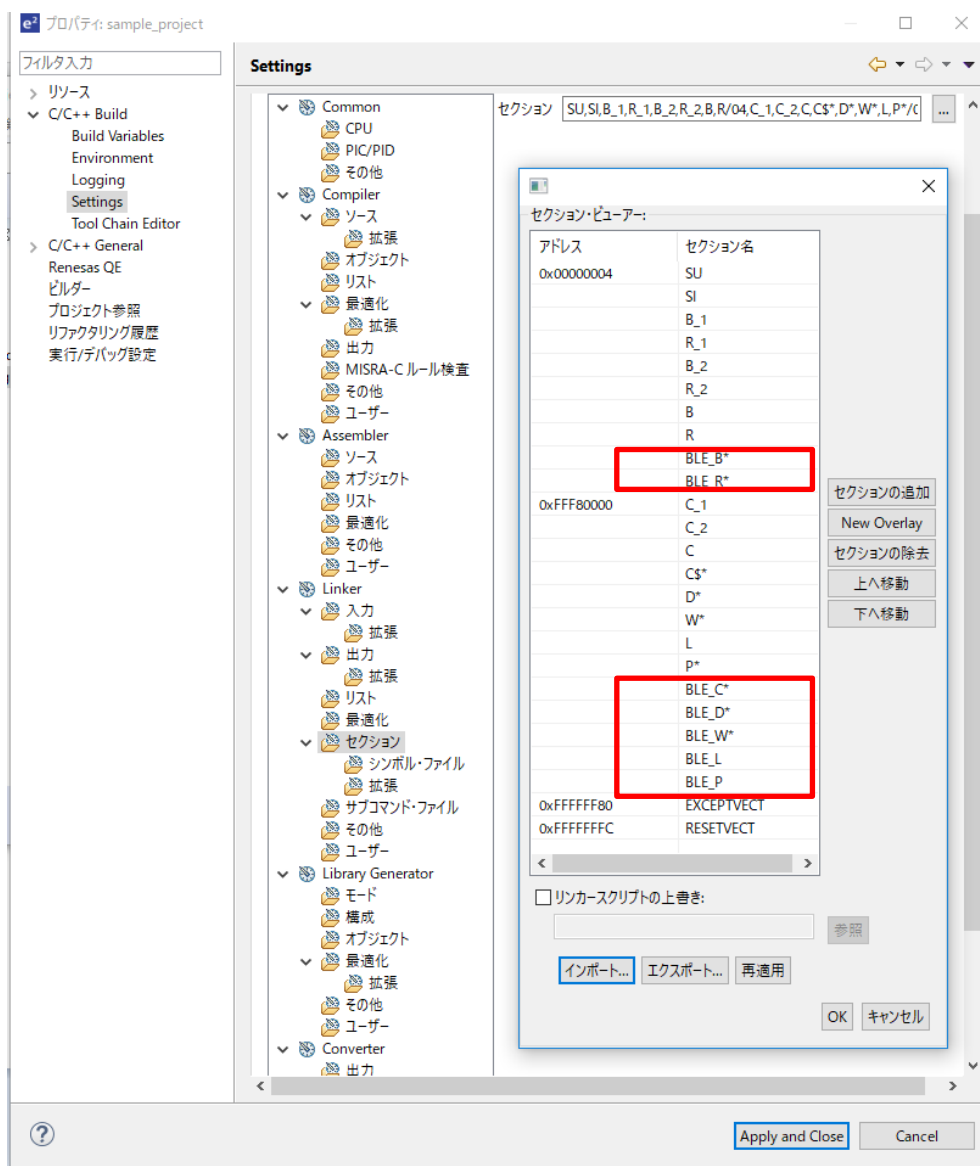 e² プロパティ: sample_project
フィルタ入力
リソース
C/C++ Build
Build Variables
Environment
Logging
Settings
Tool Chain Editor
C/C++ General
Renesas QE
ビルダー
プロジェクト参照
リファクタリング履歴
実行/デバッグ設定
Settings
Common
CPU
PIC/PID
その他
Compiler
ソース
拡張
オブジェクト
リスト
最適化
拡張
出力
MISRA-C ルール検査
その他
ユーザー
Assembler
ソース
オブジェクト
リスト
最適化
その他
ユーザー
Linker
入力
拡張
出力
拡張
リスト
最適化
セクション
シンボル・ファイル
拡張
サブコマンド・ファイル
その他
ユーザー
Library Generator
モード
構成
オブジェクト
最適化
拡張
その他
ユーザー
Converter
出力
セクション SU,SI,B_1,R_1,B_2,R_2,B,R/04,C_1,C_2,C,C$*,D*,W*,L,P*/( ...
セクション・ビューアー:
アドレス セクション名
0x00000004 SU
SI
B_1
R_1
B_2
R_2
B
R
BLE_B*
BLE_R*
0xFFF80000 C_1
C_2
C
C$*
D*
W*
L
P*
BLE_C*
BLE_D*
BLE_W*
BLE_L
BLE_P
0xFFFFFF80 EXCEPTVECT
0xFFFFFFFC RESETVECT
セクションの追加
New Overlay
セクションの除去
上へ移動
下へ移動
リンカースクリプトの上書き:
参照
インポート... エクスポート... 再適用
OK キャンセル
? Apply and Close Cancel